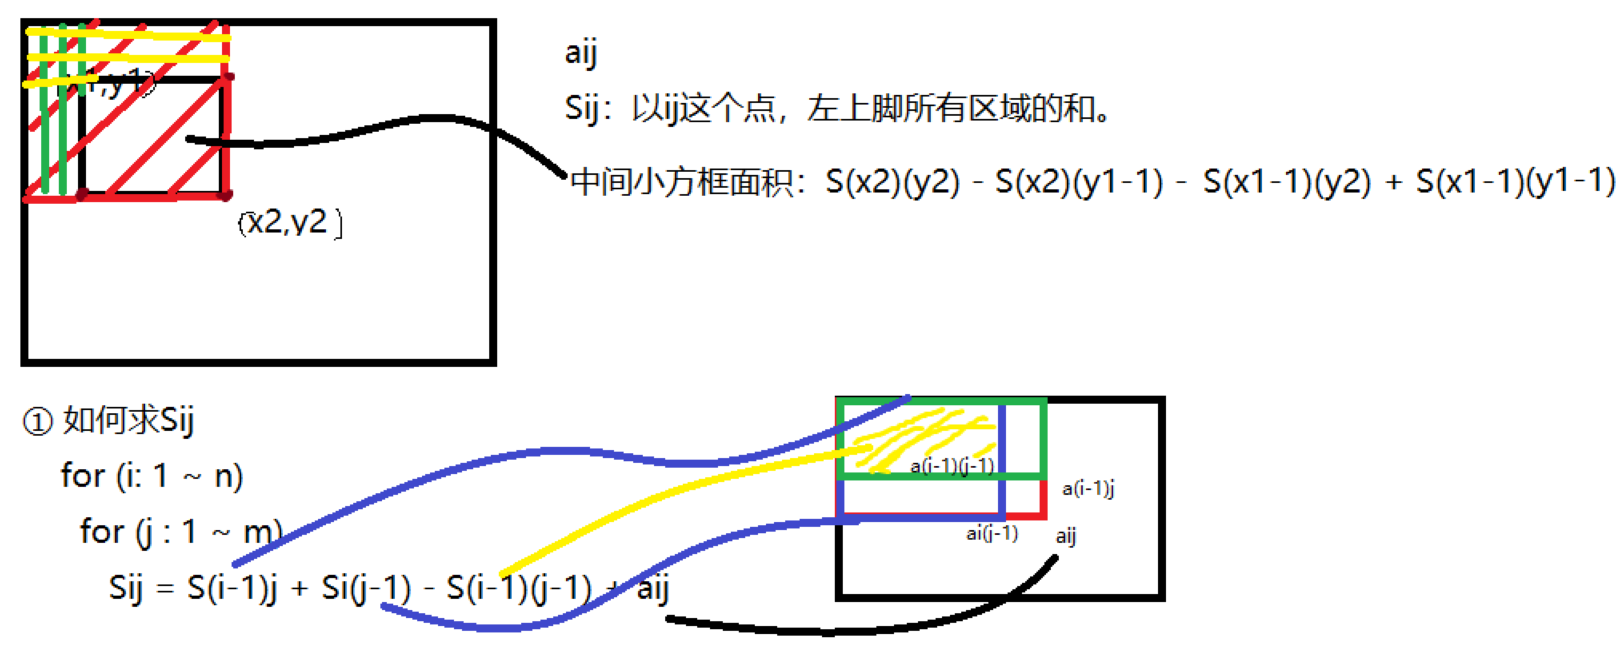 (x1,y1)
(x2,y2)
aij
Sij：以ij这个点，左上脚所有区域的和。
中间小方框面积：S(x2)(y2) - S(x2)(y1-1) - S(x1-1)(y2) + S(x1-1)(y1-1)
① 如何求Sij
for (i: 1 ~ n)
for (j : 1 ~ m)
Sij = S(i-1)j + Si(j-1) - S(i-1)(j-1) + aij
a(i-1)(j-1)
a(i-1)j
ai(j-1)
aij